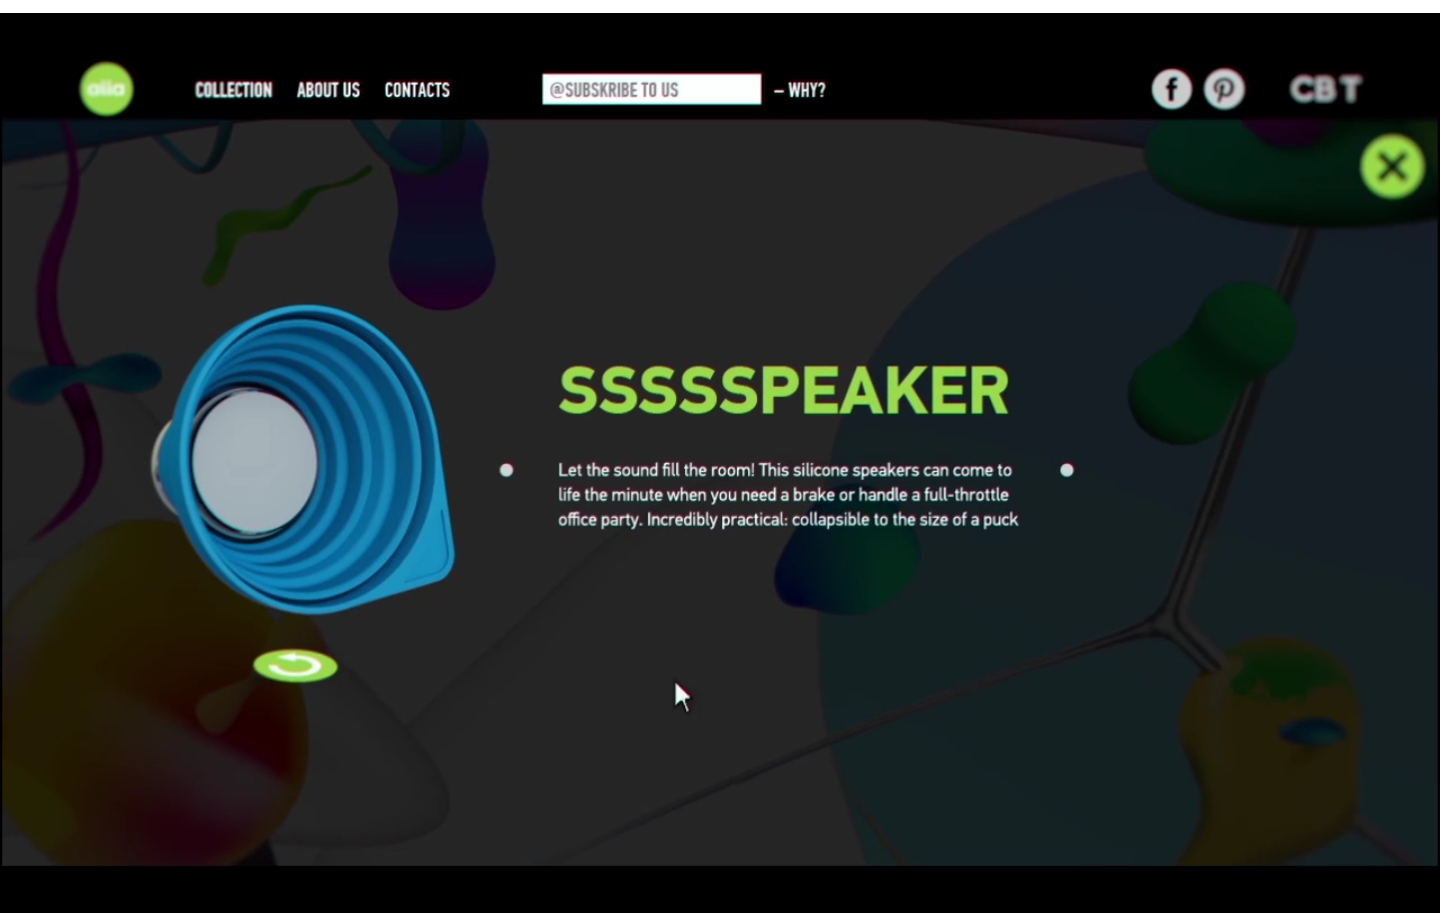 aiia
COLLECTION ABOUT US CONTACTS
@SUBSKRIBE TO US – WHY?
CBT
SSSSSPEAKER
Let the sound fill the room! This silicone speakers can come to
life the minute when you need a brake or handle a full-throttle
office party. Incredibly practical: collapsible to the size of a puck